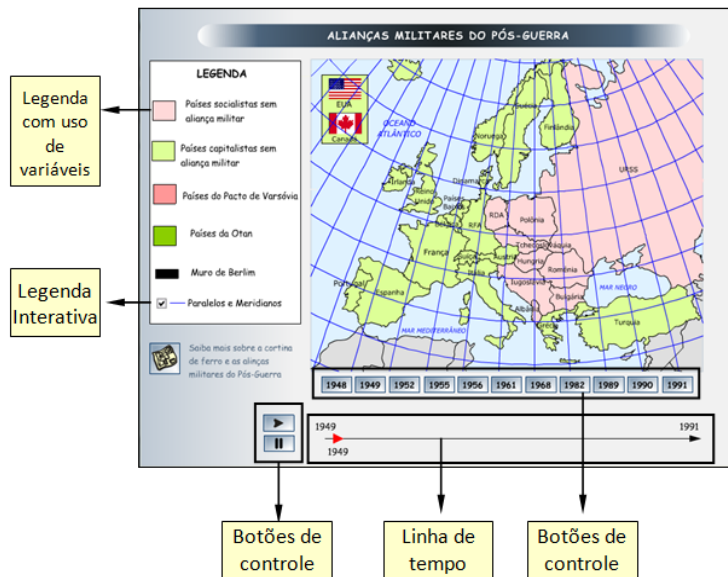 ALIANÇAS MILITARES DO PÓS-GUERRA
Legenda
com uso
de
variáveis
Legenda
Interativa
LEGENDA
Países socialistas sem
aliança militar
Países capitalistas sem
aliança militar
Países do Pacto de Varsóvia
Países da Otan
Muro de Berlim
Paralelos e Meridianos
Saiba mais sobre a cortina
de ferro e as alinças
militares do Pós-Guerra
EUA
Canadá
OCEANO
ATLÂNTICO
Suécia
Finlândia
Noruega
URSS
Dinamarca
Irlanda
Reino
Unido
Países
Baixos
Bélgica
RFA
RDA
Polônia
Tchecoslováquia
França
Suíça
Áustria
Hungria
Romênia
Itália
Iugoslávia
Bulgária
MAR NEGRO
Portugal
Espanha
Albânia
Grécia
Turquia
MAR MEDITERRÂNEO
1948 1949 1952 1955 1956 1961 1968 1982 1989 1990 1991
1949 1991
1949
Botões de
controle
Linha de
tempo
Botões de
controle